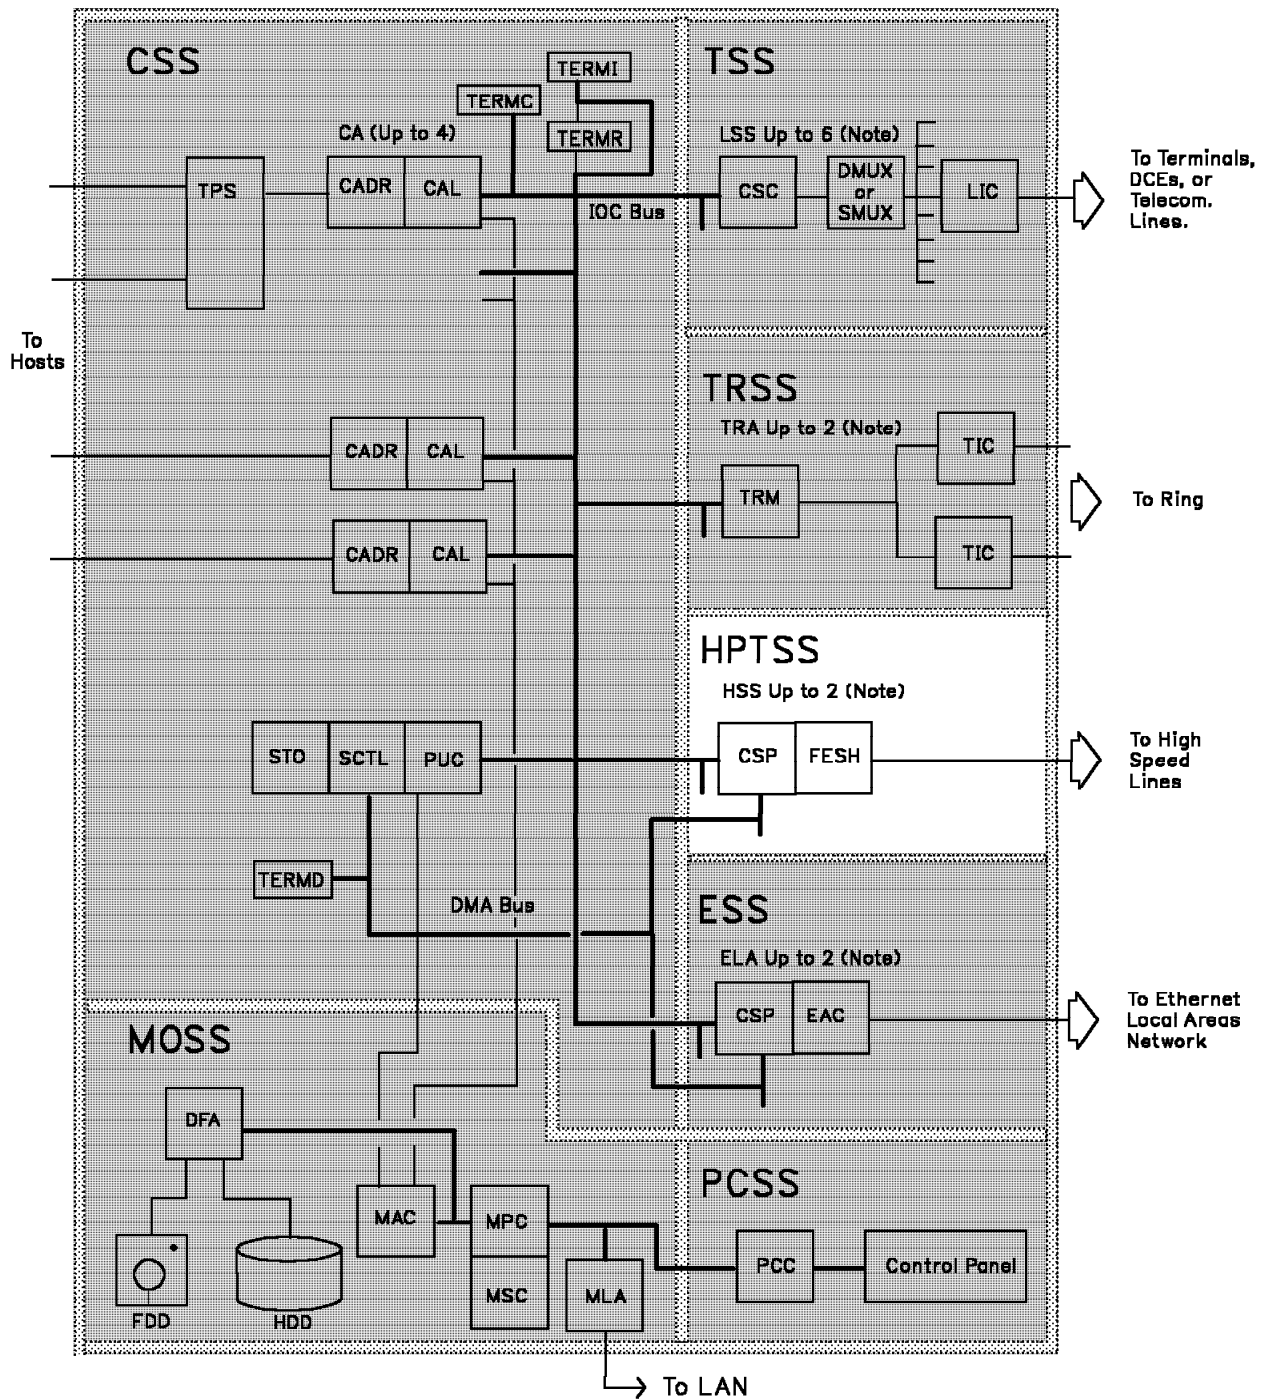 CSS
TERMI
TERMC
TERMR
CA (Up to 4)
TPS
CADR
CAL
IOC Bus
To
Hosts
CADR
CAL
CADR
CAL
STO
SCTL
PUC
TERMD
DMA Bus
TSS
LSS Up to 6 (Note)
CSC
DMUX
or
SMUX
LIC
To Terminals,
DCEs, or
Telecom.
Lines.
TRSS
TRA Up to 2 (Note)
TRM
TIC
TIC
To Ring
HPTSS
HSS Up to 2 (Note)
CSP
FESH
To High
Speed
Lines
ESS
ELA Up to 2 (Note)
CSP
EAC
To Ethernet
Local Areas
Network
MOSS
DFA
FDD
HDD
MAC
MPC
MSC
MLA
To LAN
PCSS
PCC
Control Panel